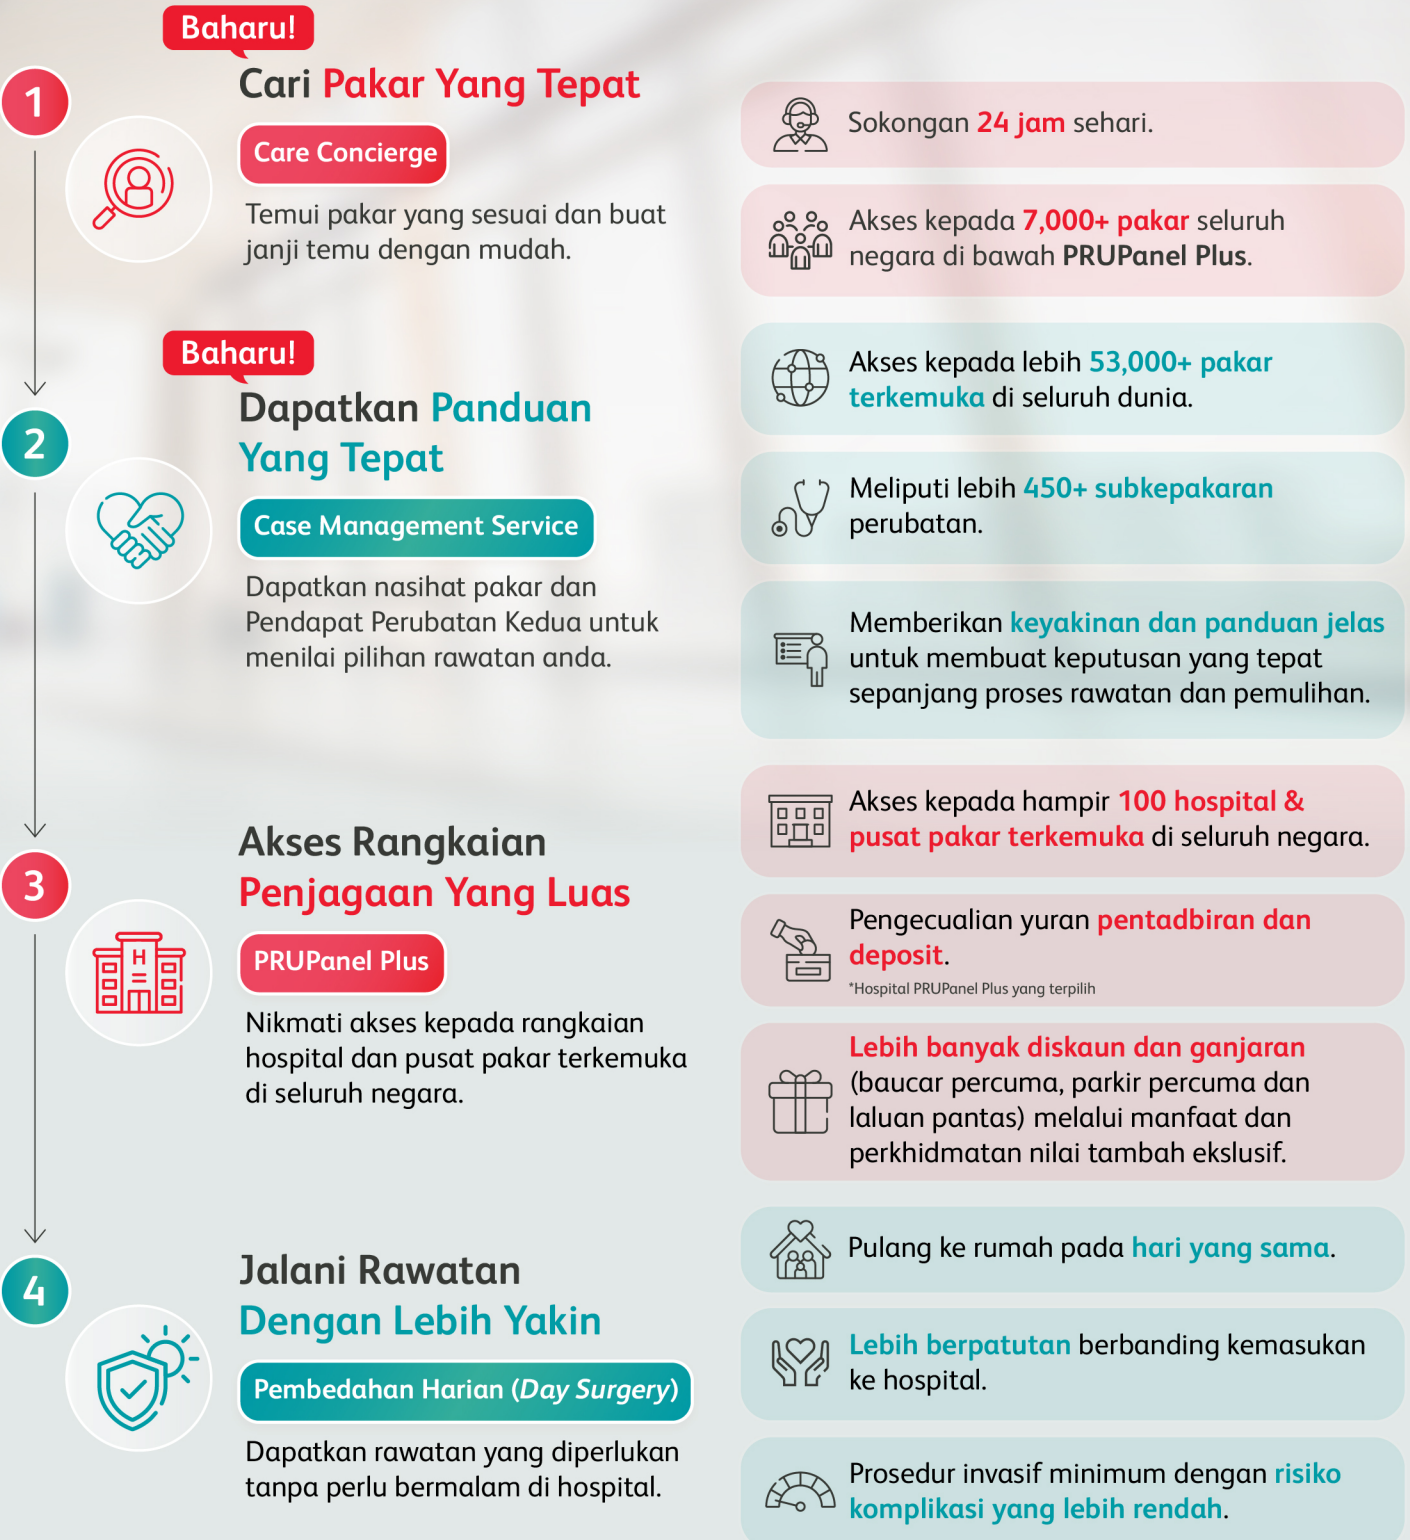 Baharu!
1
Cari Pakar Yang Tepat
Care Concierge
Temui pakar yang sesuai dan buat
janji temu dengan mudah.
Sokongan 24 jam sehari.
Akses kepada 7,000+ pakar seluruh
negara di bawah PRUPanel Plus.
Baharu!
2
Dapatkan Panduan
Yang Tepat
Case Management Service
Dapatkan nasihat pakar dan
Pendapat Perubatan Kedua untuk
menilai pilihan rawatan anda.
Akses kepada lebih 53,000+ pakar
terkemuka di seluruh dunia.
Meliputi lebih 450+ subkepakaran
perubatan.
Memberikan keyakinan dan panduan jelas
untuk membuat keputusan yang tepat
sepanjang proses rawatan dan pemulihan.
3
Akses Rangkaian
Penjagaan Yang Luas
H
PRUPanel Plus
Nikmati akses kepada rangkaian
hospital dan pusat pakar terkemuka
di seluruh negara.
Akses kepada hampir 100 hospital &
pusat pakar terkemuka di seluruh negara.
Pengecualian yuran pentadbiran dan
deposit.
*Hospital PRUPanel Plus yang terpilih
Lebih banyak diskaun dan ganjaran
(baucar percuma, parkir percuma dan
laluan pantas) melalui manfaat dan
perkhidmatan nilai tambah ekslusif.
4
Jalani Rawatan
Dengan Lebih Yakin
Pembedahan Harian (Day Surgery)
Dapatkan rawatan yang diperlukan
tanpa perlu bermalam di hospital.
Pulang ke rumah pada hari yang sama.
Lebih berpatutan berbanding kemasukan
ke hospital.
Prosedur invasif minimum dengan risiko
komplikasi yang lebih rendah.